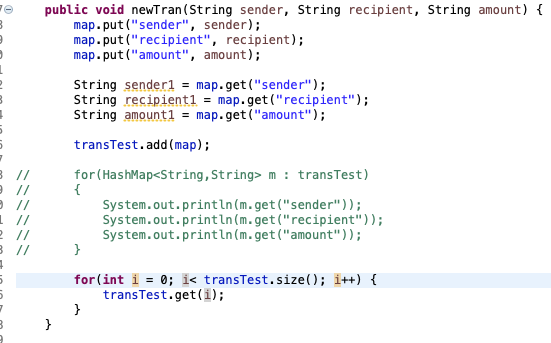 public void newTran(String sender, String recipient, String amount) {
map.put("sender", sender);
map.put("recipient", recipient);
map.put("amount", amount);
String sender1 = map.get("sender");
String recipient1 = map.get("recipient");
String amount1 = map.get("amount");
transTest.add(map);
// for(HashMap<String,String> m : transTest)
// {
// System.out.println(m.get("sender"));
// System.out.println(m.get("recipient"));
// System.out.println(m.get("amount"));
// }
for(int i = 0; i< transTest.size(); i++) {
transTest.get(i);
}
}